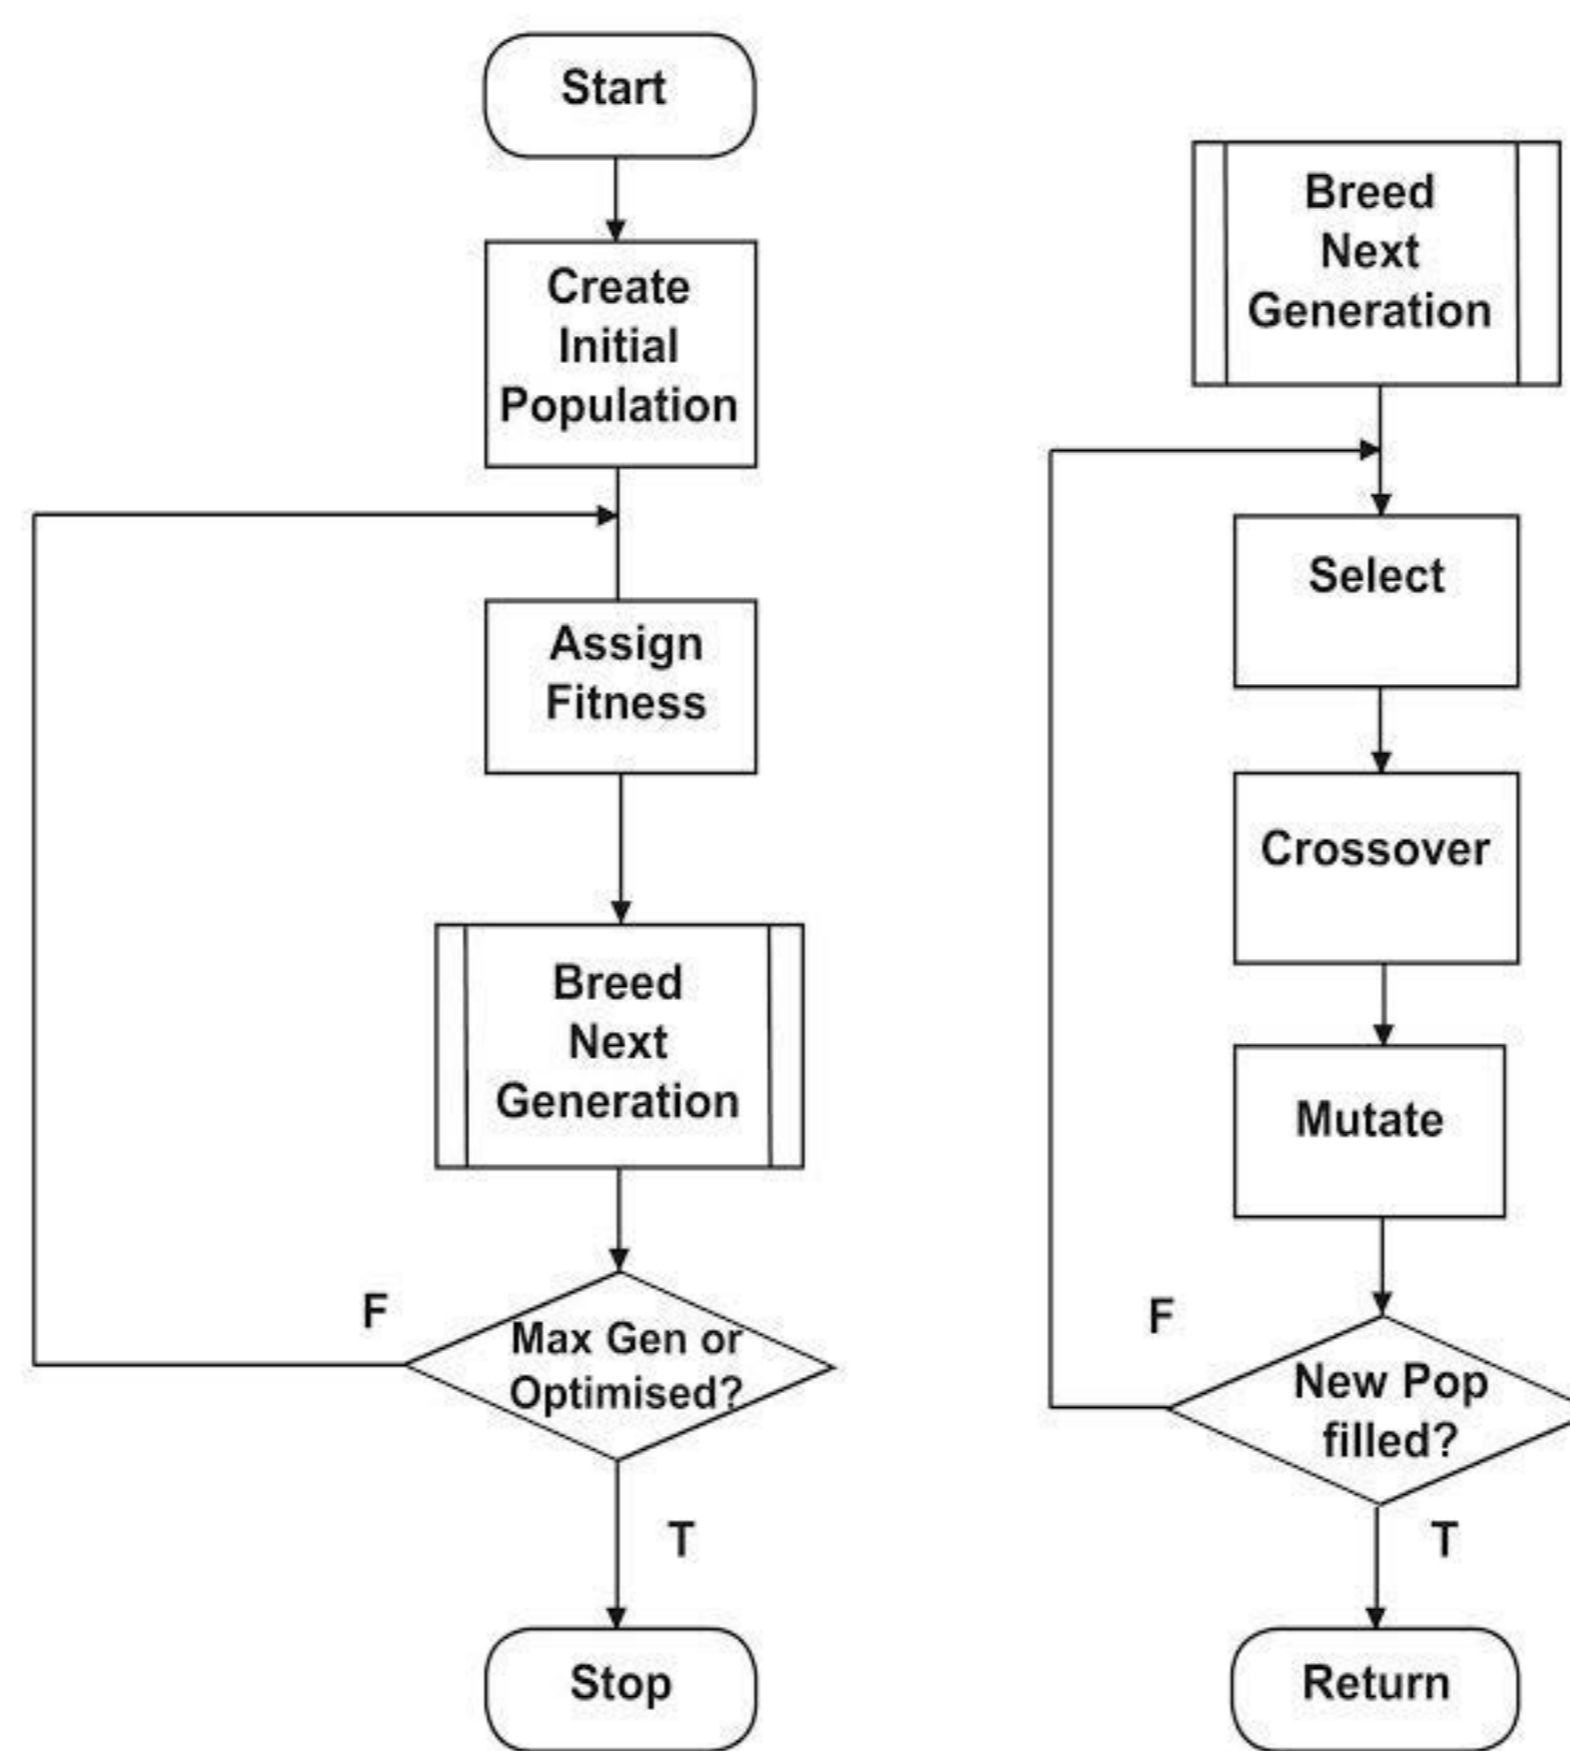 Start
Create
Initial
Population
Assign
Fitness
Breed
Next
Generation
F
Max Gen or
Optimised?
T
Stop
Breed
Next
Generation
Select
Crossover
Mutate
F
New Pop
filled?
T
Return